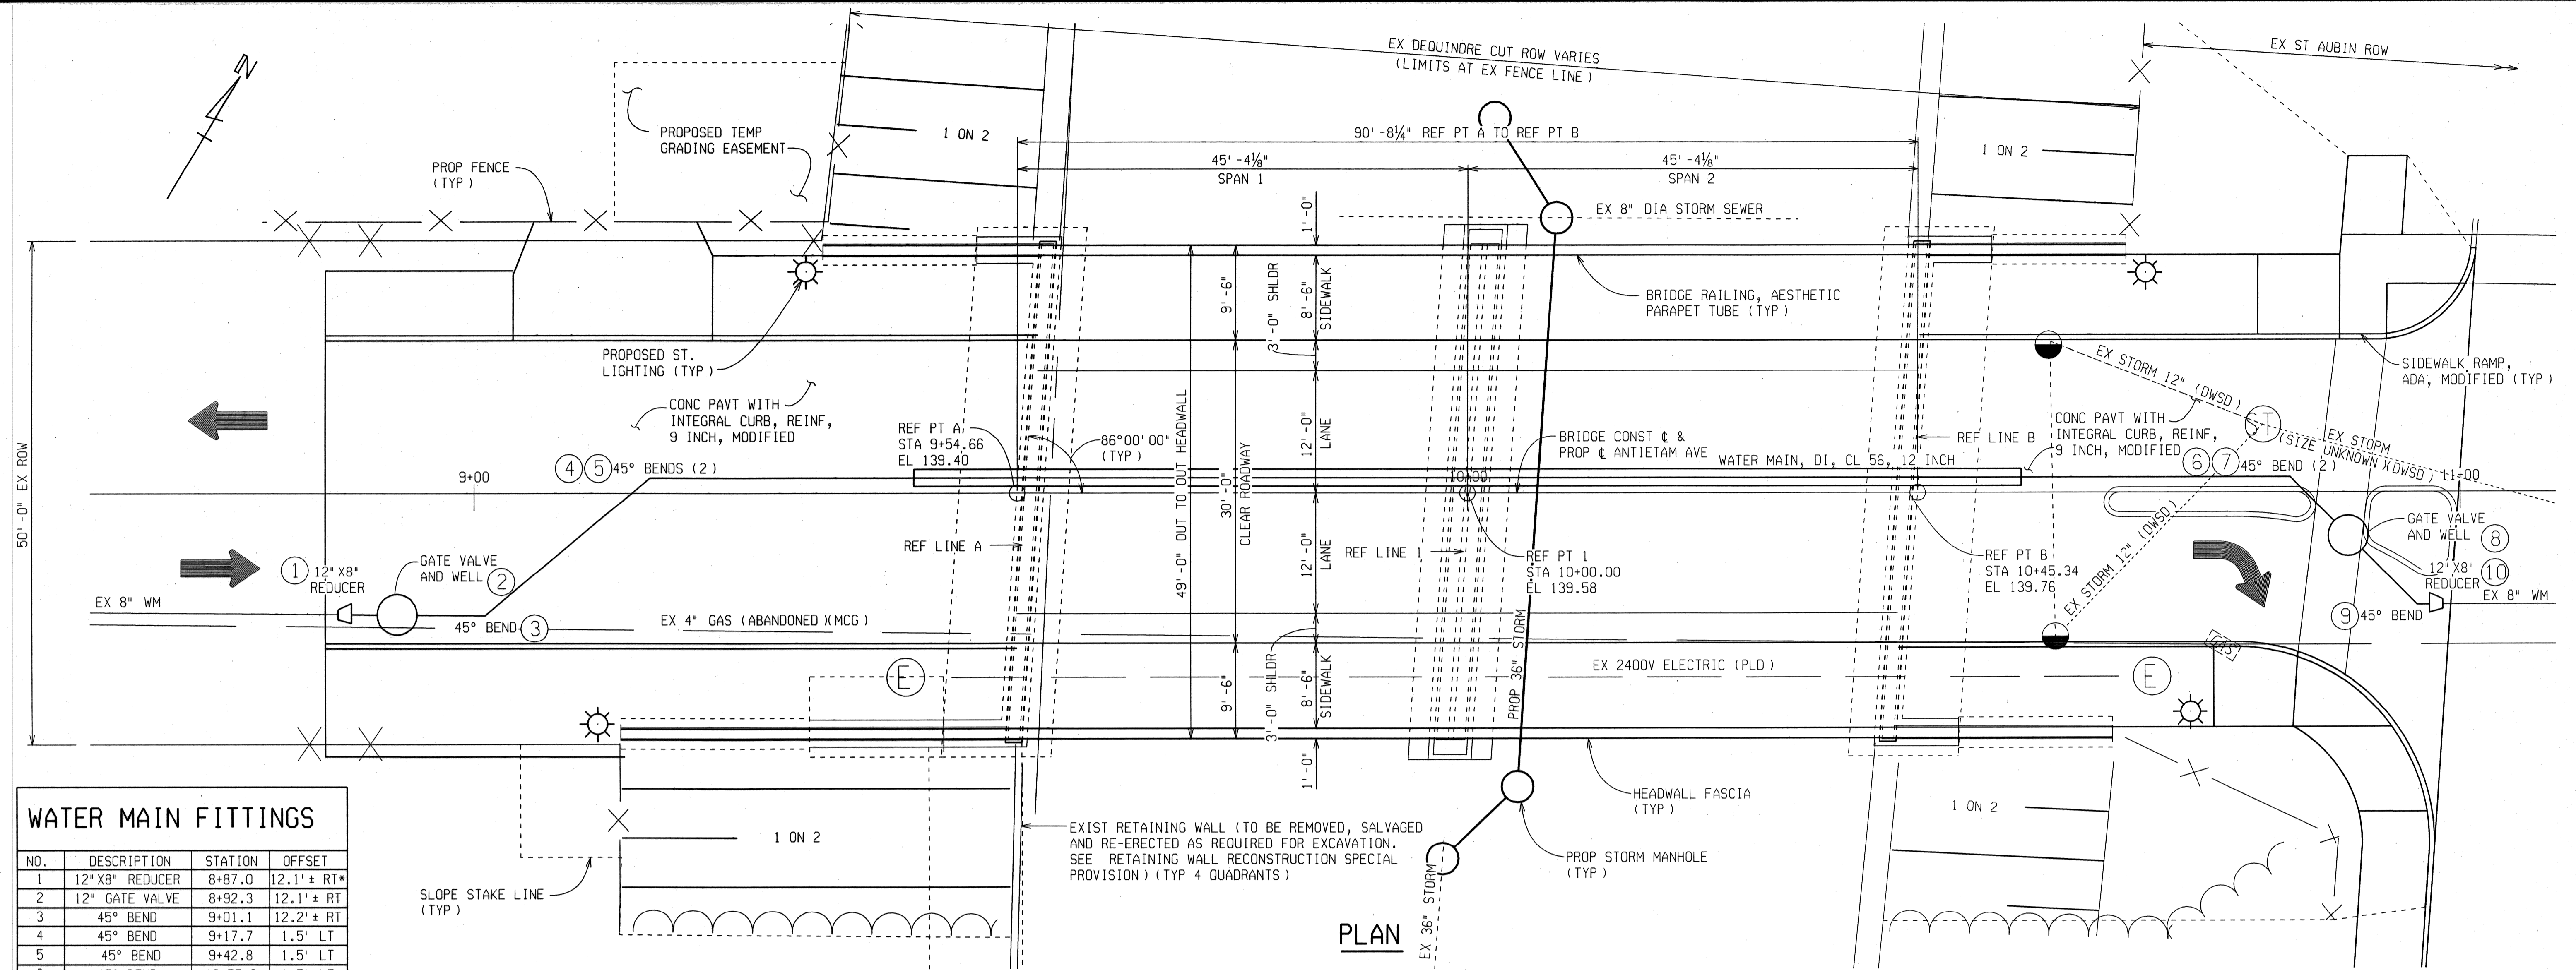 EX DEQUINDRE CUT ROW VARIES
(LIMITS AT EX FENCE LINE)
EX ST AUBIN ROW
N
PROPOSED TEMP
GRADING EASEMENT
1 ON 2
90'-8¼" REF PT A TO REF PT B
1 ON 2
PROP FENCE
(TYP)
45'-4⅛"
SPAN 1
45'-4⅛"
SPAN 2
1'-0"
EX 8" DIA STORM SEWER
9'-6"
3'-0" SHLDR
8'-6"
SIDEWALK
BRIDGE RAILING, AESTHETIC
PARAPET TUBE (TYP)
PROPOSED ST.
LIGHTING (TYP)
EX STORM 12" (DWSD)
SIDEWALK RAMP,
ADA, MODIFIED (TYP)
CONC PAVT WITH
INTEGRAL CURB, REINF,
9 INCH, MODIFIED
REF PT A
STA 9+54.66
EL 139.40
86°00'00"
(TYP)
49'-0" OUT TO OUT HEADWALL
30'-0"
CLEAR ROADWAY
12'-0"
LANE
BRIDGE CONST ℄ &
PROP ℄ ANTIETAM AVE
WATER MAIN, DI, CL 56, 12 INCH
REF LINE B
CONC PAVT WITH
INTEGRAL CURB, REINF,
9 INCH, MODIFIED
ST
EX STORM
(SIZE UNKNOWN)(DWSD)
11+00
50'-0" EX ROW
9+00
4 5 45° BENDS (2)
10+00
6 7 45° BEND (2)
REF LINE A
REF LINE 1
12'-0"
LANE
REF PT 1
STA 10+00.00
EL 139.58
REF PT B
STA 10+45.34
EL 139.76
EX STORM 12" (DWSD)
GATE VALVE
AND WELL 8
1 12"X8"
REDUCER
GATE VALVE
AND WELL 2
12"X8"
REDUCER 10
EX 8" WM
EX 8" WM
45° BEND 3
EX 4" GAS (ABANDONED)(MCG)
9 45° BEND
GAS
E
9'-6"
3'-0" SHLDR
8'-6"
SIDEWALK
PROP 36" STORM
EX 2400V ELECTRIC (PLD)
E
1'-0"
HEADWALL FASCIA
(TYP)
1 ON 2
1 ON 2
EXIST RETAINING WALL (TO BE REMOVED, SALVAGED
AND RE-ERECTED AS REQUIRED FOR EXCAVATION.
SEE RETAINING WALL RECONSTRUCTION SPECIAL
PROVISION) (TYP 4 QUADRANTS)
PROP STORM MANHOLE
(TYP)
SLOPE STAKE LINE
(TYP)
EX 36" STORM
PLAN
WATER MAIN FITTINGS
NO. DESCRIPTION STATION OFFSET
1 12"X8" REDUCER 8+87.0 12.1'± RT*
2 12" GATE VALVE 8+92.3 12.1'± RT
3 45° BEND 9+01.1 12.2'± RT
4 45° BEND 9+17.7 1.5' LT
5 45° BEND 9+42.8 1.5' LT